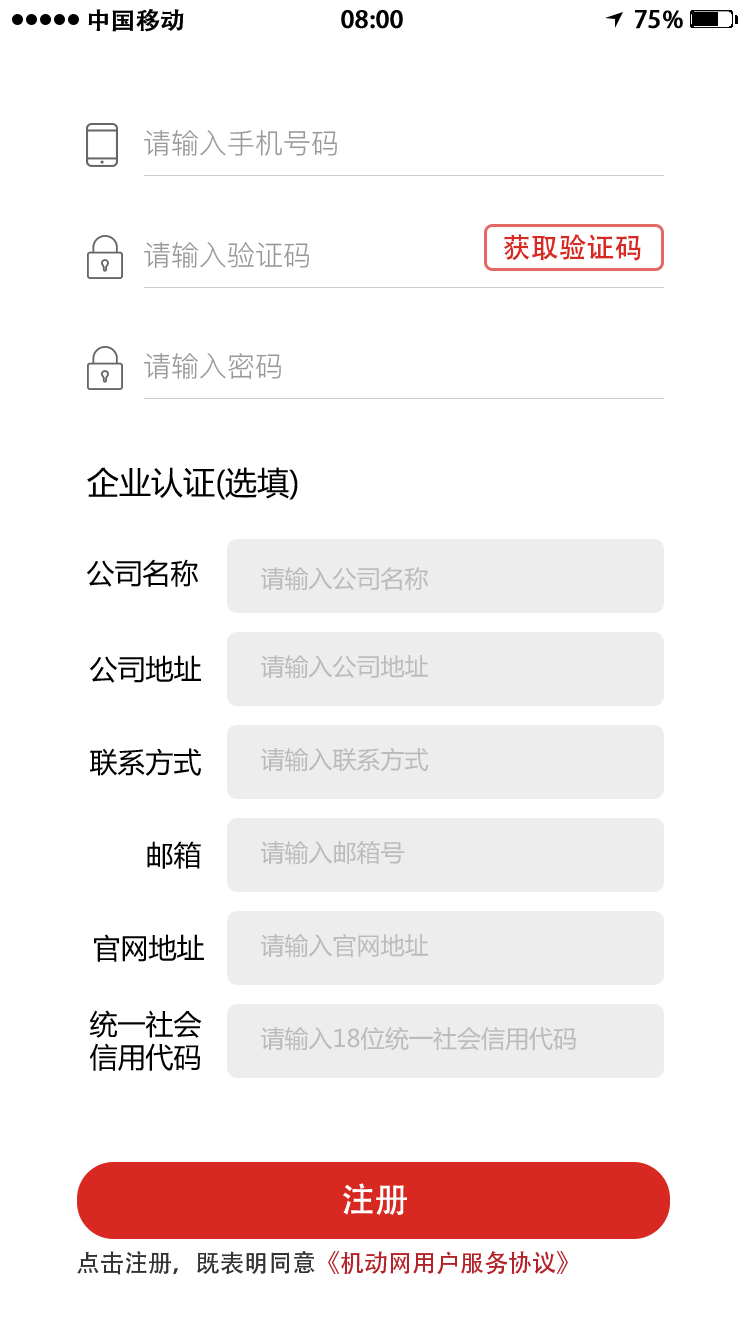 中国移动 08:00 75%
请输入手机号码
请输入验证码 获取验证码
请输入密码
企业认证(选填)
公司名称 请输入公司名称
公司地址 请输入公司地址
联系方式 请输入联系方式
邮箱 请输入邮箱号
官网地址 请输入官网地址
统一社会
信用代码 请输入18位统一社会信用代码
注册
点击注册，既表明同意《机动网用户服务协议》